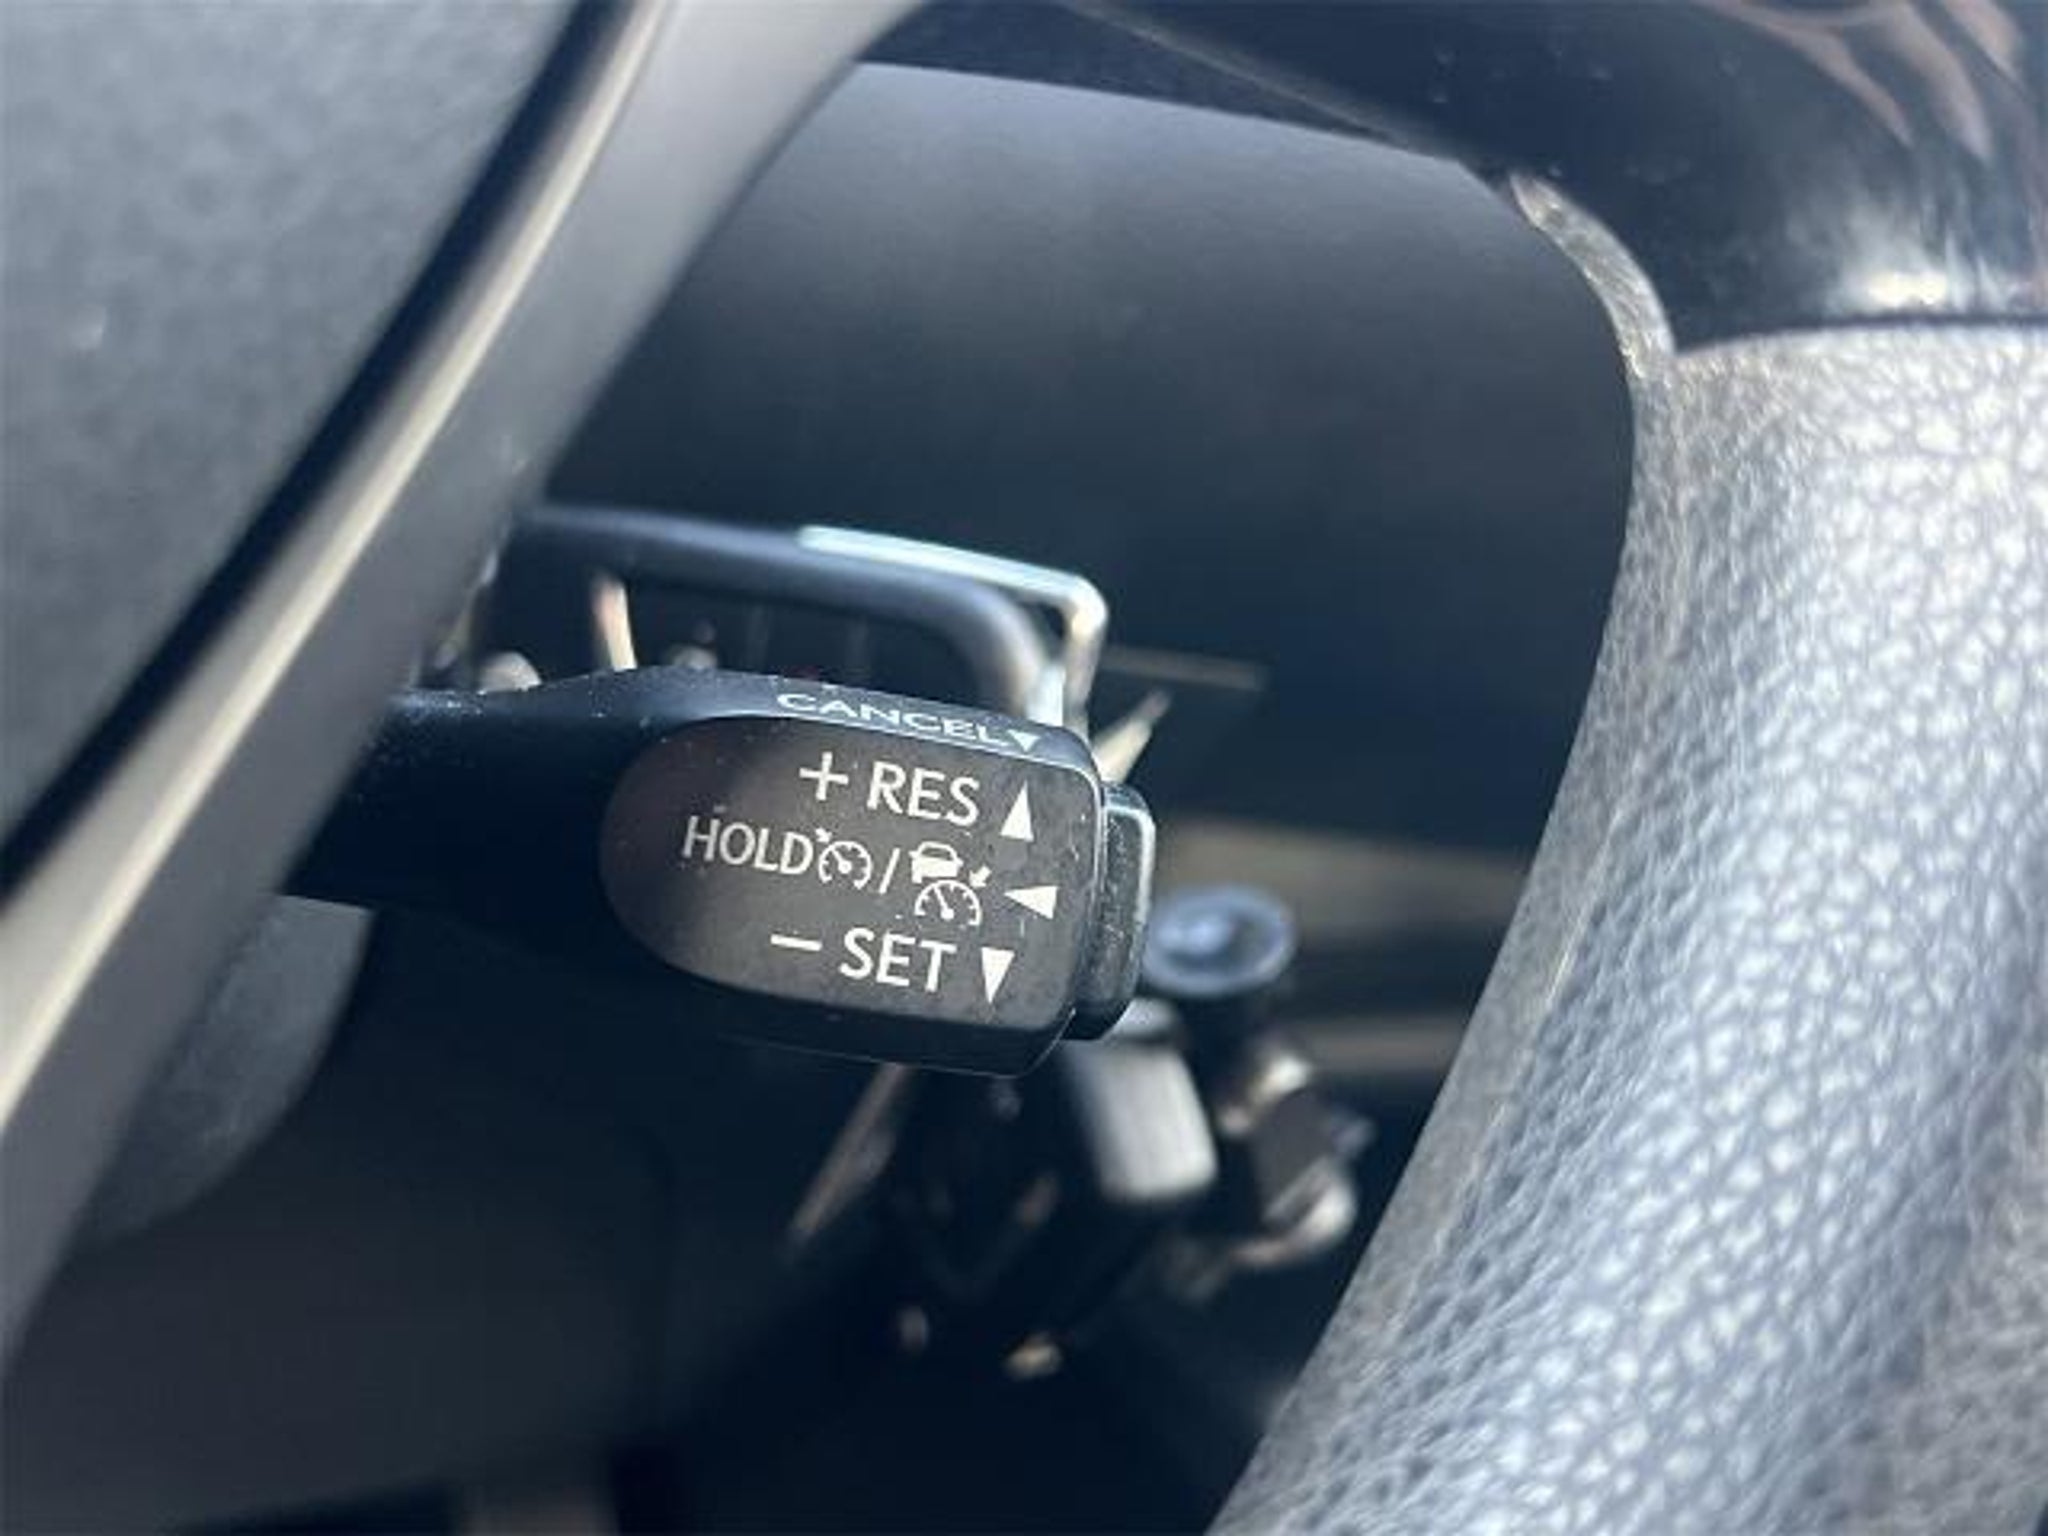 CANCEL
+ RES
HOLD /
− SET